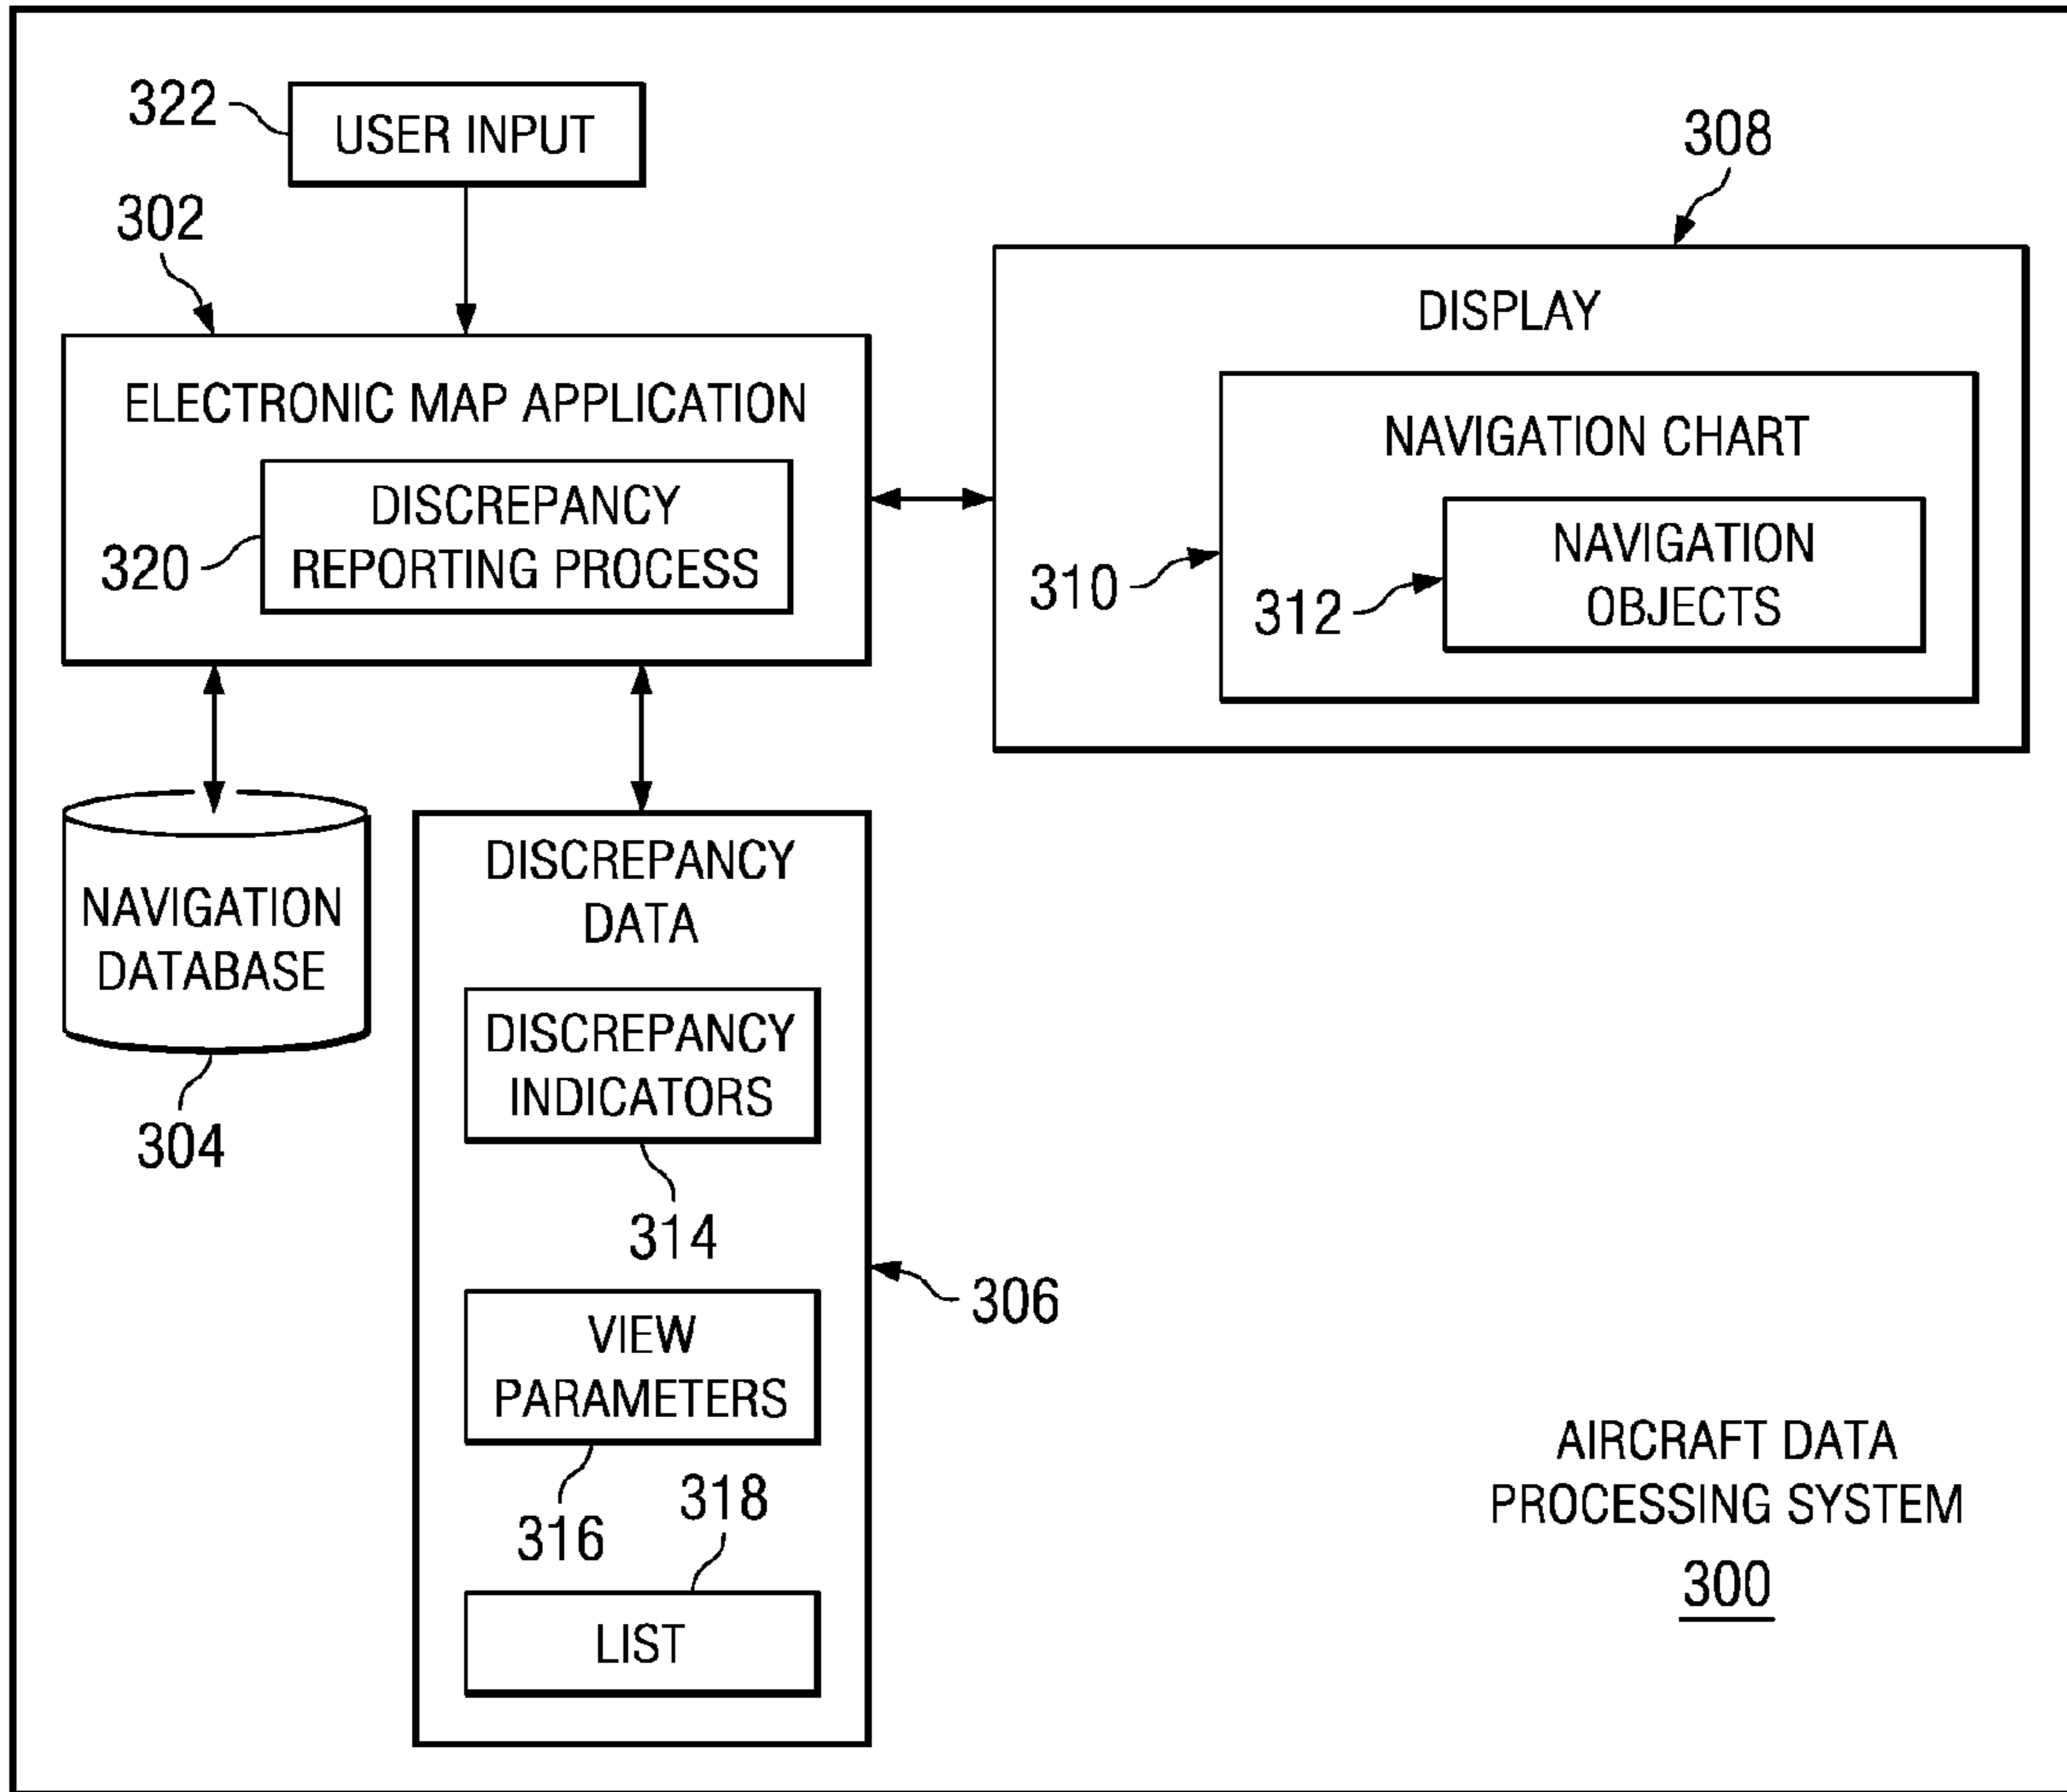 322
USER INPUT
302
308
ELECTRONIC MAP APPLICATION
DISCREPANCY
REPORTING PROCESS
320
DISPLAY
NAVIGATION CHART
310
NAVIGATION
OBJECTS
312
NAVIGATION
DATABASE
304
DISCREPANCY
DATA
DISCREPANCY
INDICATORS
314
306
VIEW
PARAMETERS
316
318
LIST
AIRCRAFT DATA
PROCESSING SYSTEM
300